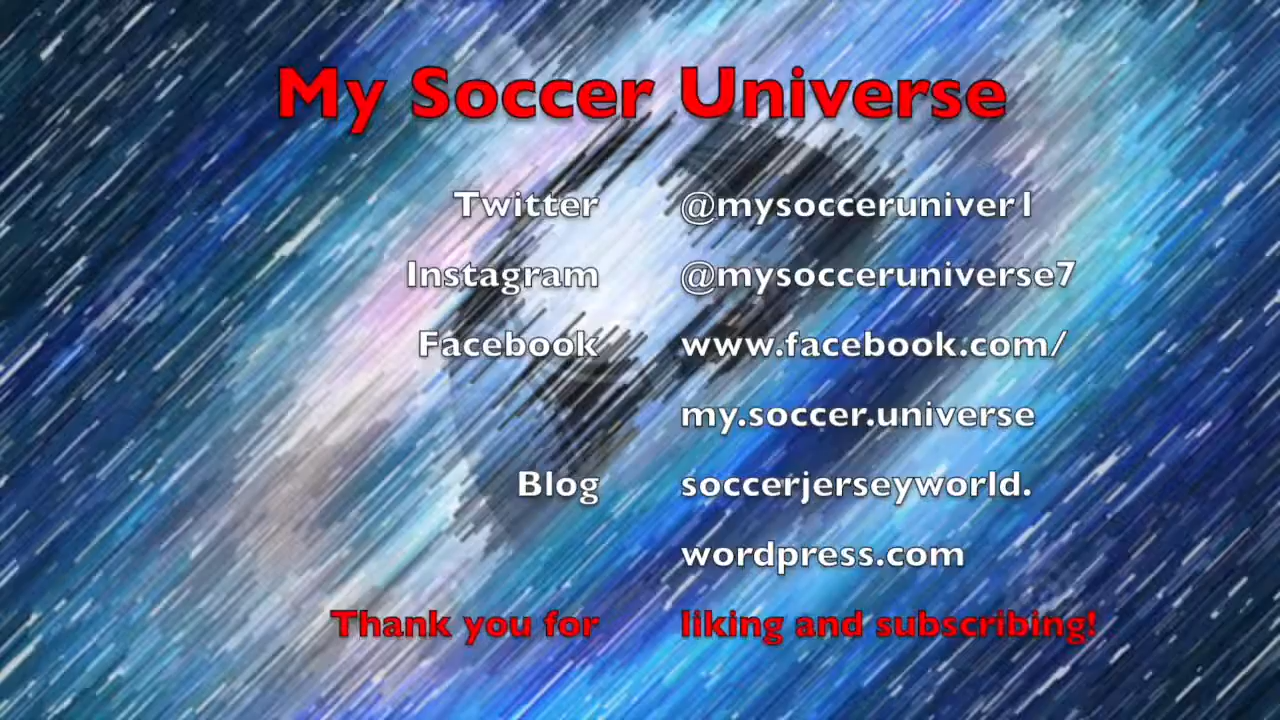 My Soccer Universe
Twitter @mysocceruniver1
Instagram @mysocceruniverse7
Facebook www.facebook.com/
my.soccer.universe
Blog soccerjerseyworld.
wordpress.com
Thank you for liking and subscribing!